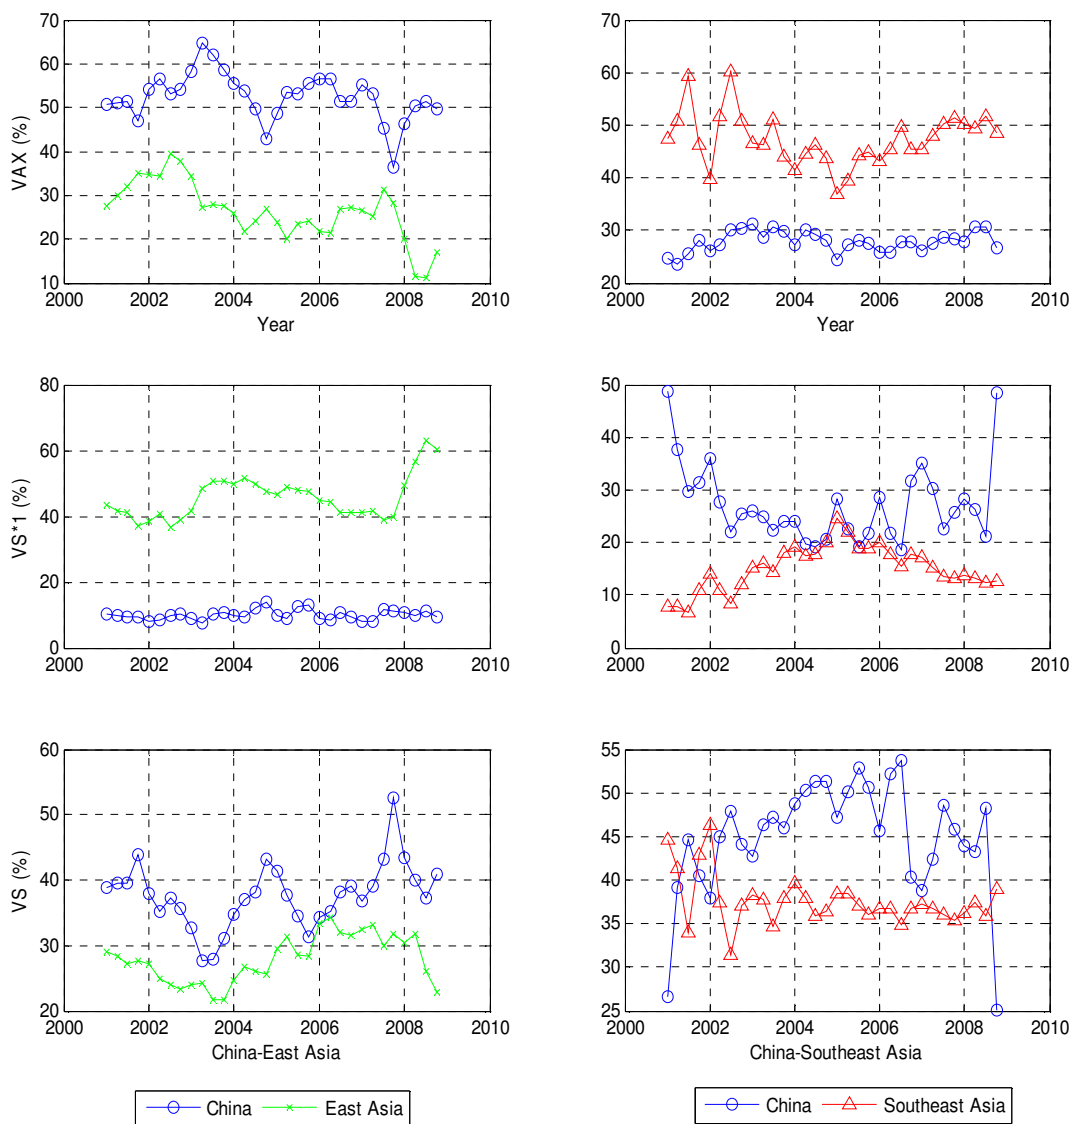 VAX (%)
70
60
50
40
30
20
10
2000 2002 2004 2006 2008 2010
Year
70
60
50
40
30
20
2000 2002 2004 2006 2008 2010
Year
VS*1 (%)
80
60
40
20
0
2000 2002 2004 2006 2008 2010
50
40
30
20
10
0
2000 2002 2004 2006 2008 2010
VS (%)
60
50
40
30
20
2000 2002 2004 2006 2008 2010
China-East Asia
55
50
45
40
35
30
25
2000 2002 2004 2006 2008 2010
China-Southeast Asia
China East Asia
China Southeast Asia